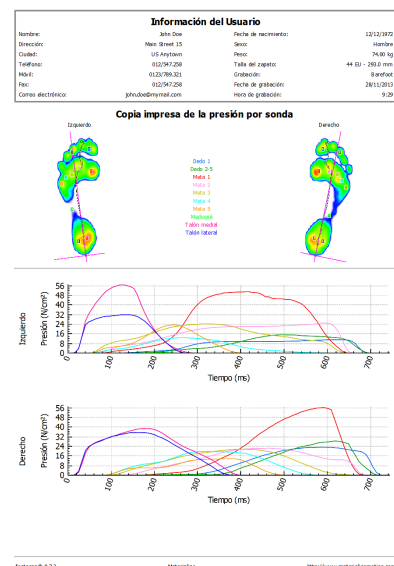 Información del Usuario
Nombre: John Doe Fecha de nacimiento: 12/12/1972
Dirección: Main Street 15 Sexo: Hombre
Ciudad: US Anytown Peso: 74.00 kg
Teléfono: 012/547.258 Talla del zapato: 44 EU - 293.0 mm
Móvil: 0123/789.321 Grabación: Barefoot
Fax: 012/547.258 Fecha de grabación: 28/11/2013
Correo electrónico: john.doe@mymail.com Hora de grabación: 9:29
Copia impresa de la presión por sonda
Izquierdo Derecho
Dedo 1
Dedo 2-5
Meta 1
Meta 2
Meta 3
Meta 4
Meta 5
Mediopié
Talón medial
Talón lateral
Izquierdo
Presión (N/cm²)
56
48
40
32
24
16
8
0
0 100 200 300 400 500 600 700
Tiempo (ms)
Derecho
Presión (N/cm²)
56
48
40
32
24
16
8
0
0 100 200 300 400 500 600 700
Tiempo (ms)